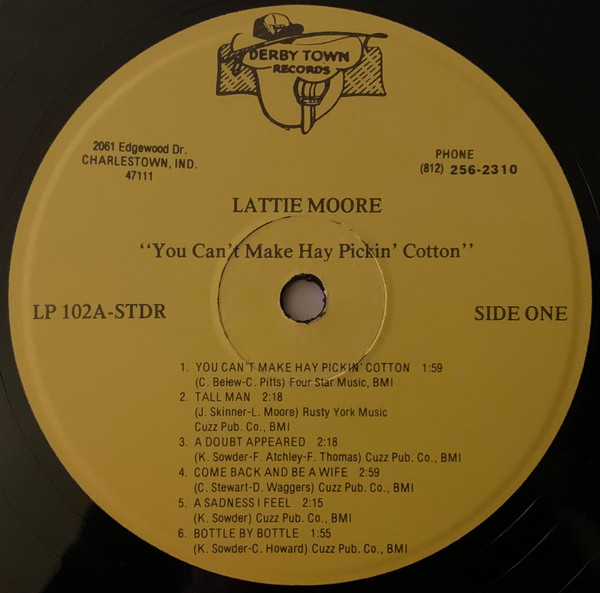 DERBY TOWN
RECORDS
2061 Edgewood Dr.
CHARLESTOWN, IND.
47111
PHONE
(812) 256-2310
LATTIE MOORE
"You Can't Make Hay Pickin' Cotton"
LP 102A-STDR
SIDE ONE
1. YOU CAN'T MAKE HAY PICKIN' COTTON 1:59
(C. Belew-C. Pitts) Four Star Music, BMI
2. TALL MAN 2:18
(J. Skinner-L. Moore) Rusty York Music
Cuzz Pub. Co., BMI
3. A DOUBT APPEARED 2:18
(K. Sowder-F. Atchley-F. Thomas) Cuzz Pub. Co., BMI
4. COME BACK AND BE A WIFE 2:59
(C. Stewart-D. Waggers) Cuzz Pub. Co., BMI
5. A SADNESS I FEEL 2:15
(K. Sowder) Cuzz Pub. Co., BMI
6. BOTTLE BY BOTTLE 1:55
(K. Sowder-C. Howard) Cuzz Pub. Co., BMI